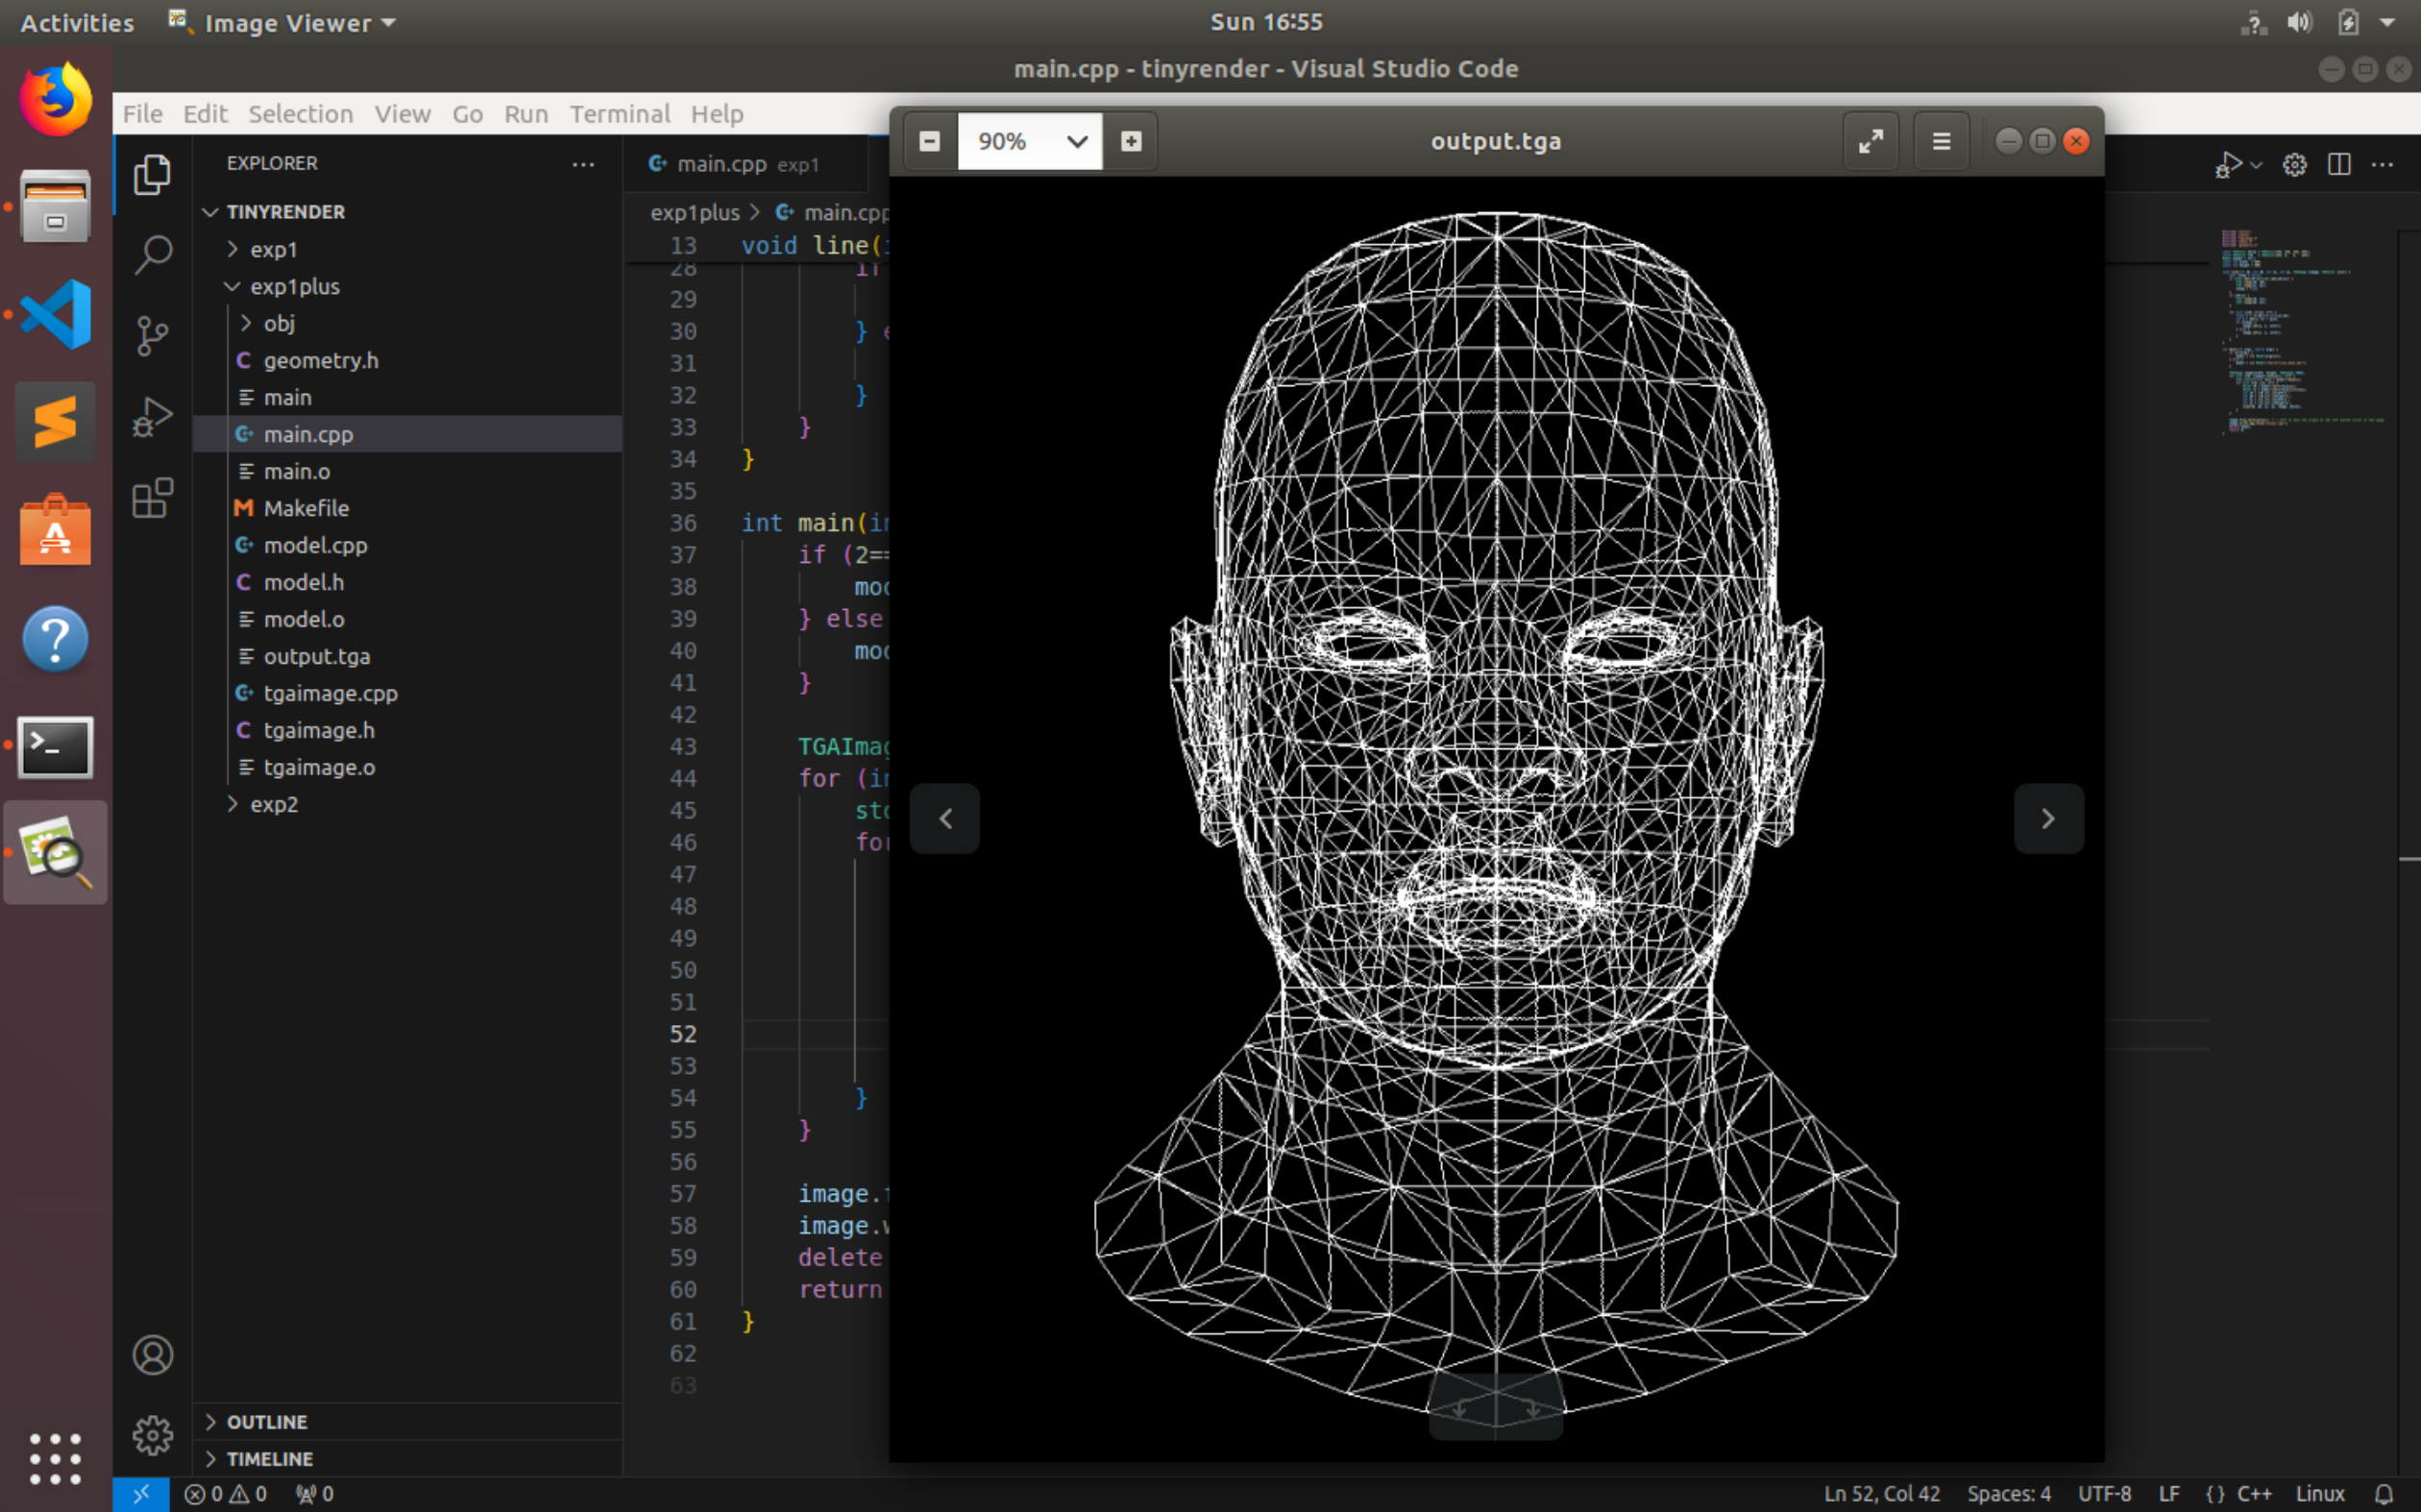 Activities
Image Viewer
Sun 16:55
main.cpp - tinyrender - Visual Studio Code
File Edit Selection View Go Run Terminal Help
90%
output.tga
EXPLORER
TINYRENDER
exp1
exp1plus
obj
geometry.h
main
main.cpp
main.o
Makefile
model.cpp
model.h
model.o
output.tga
tgaimage.cpp
tgaimage.h
tgaimage.o
exp2
OUTLINE
TIMELINE
main.cpp exp1
exp1plus > main.cpp
13 void line(
28 if
29
30 } e
31
32 }
33 }
34 }
35
36 int main(in
37 if (2==
38 mod
39 } else
40 mod
41 }
42
43 TGAImag
44 for (in
45 std
46 for
47
48
49
50
51
52
53
54 }
55 }
56
57 image.f
58 image.w
59 delete
60 return
61 }
62
63
0 0 0
Ln 52, Col 42 Spaces: 4 UTF-8 LF {} C++ Linux